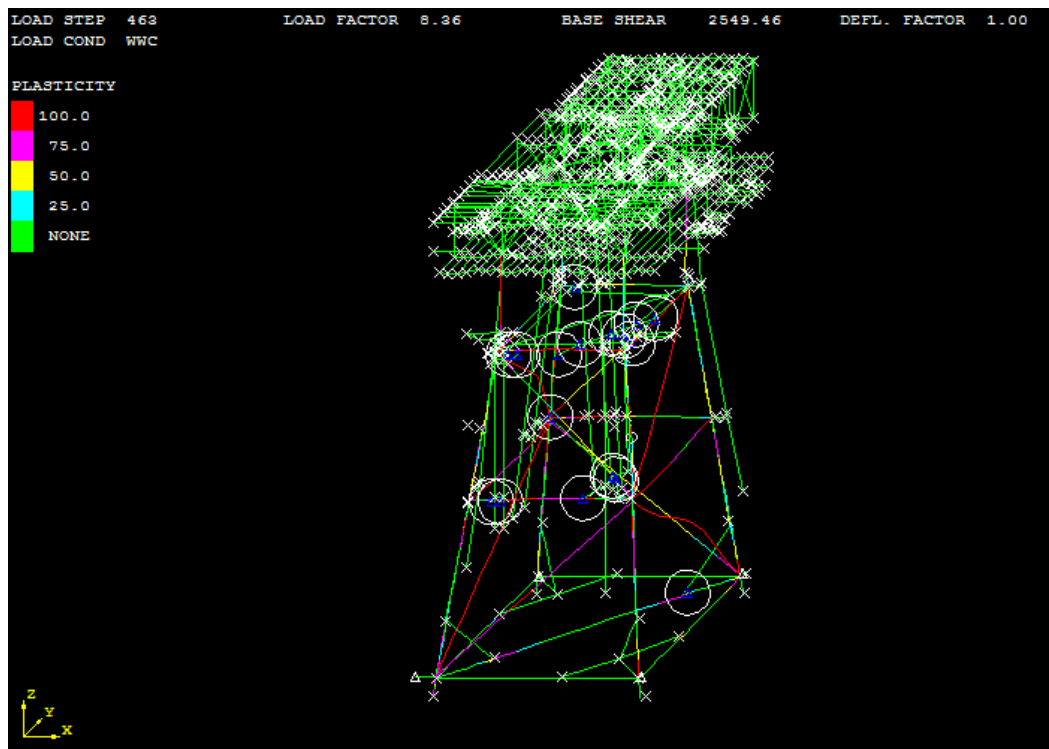 LOAD STEP 463 LOAD FACTOR 8.36 BASE SHEAR 2549.46 DEFL. FACTOR 1.00
LOAD COND WWC
PLASTICITY
100.0
75.0
50.0
25.0
NONE
Z
Y
X